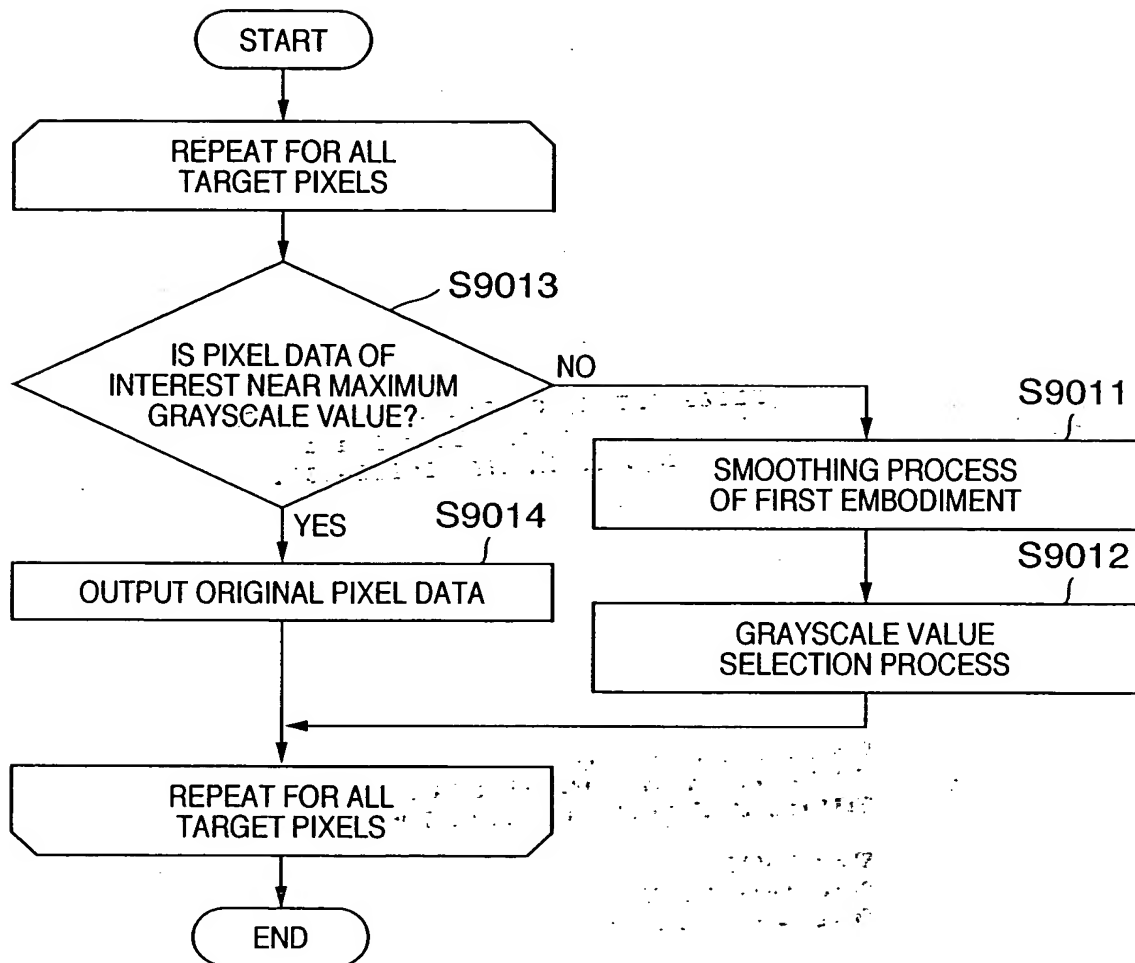 START
REPEAT FOR ALL
TARGET PIXELS
S9013
IS PIXEL DATA OF
INTEREST NEAR MAXIMUM
GRAYSCALE VALUE?
NO
S9011
SMOOTHING PROCESS
OF FIRST EMBODIMENT
YES
S9014
OUTPUT ORIGINAL PIXEL DATA
S9012
GRAYSCALE VALUE
SELECTION PROCESS
REPEAT FOR ALL
TARGET PIXELS
END